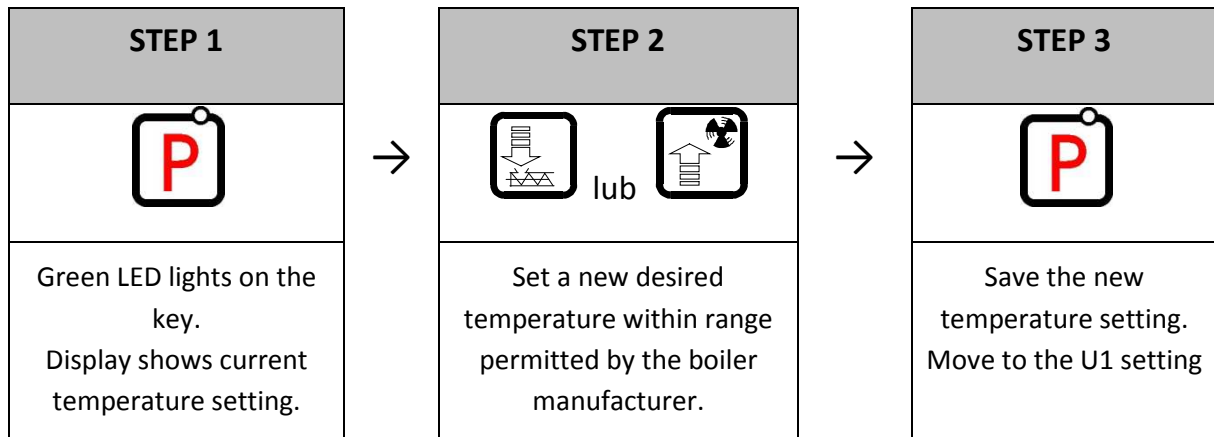 STEP 1
P
Green LED lights on the
key.
Display shows current
temperature setting.
→
STEP 2
lub
Set a new desired
temperature within range
permitted by the boiler
manufacturer.
→
STEP 3
P
Save the new
temperature setting.
Move to the U1 setting